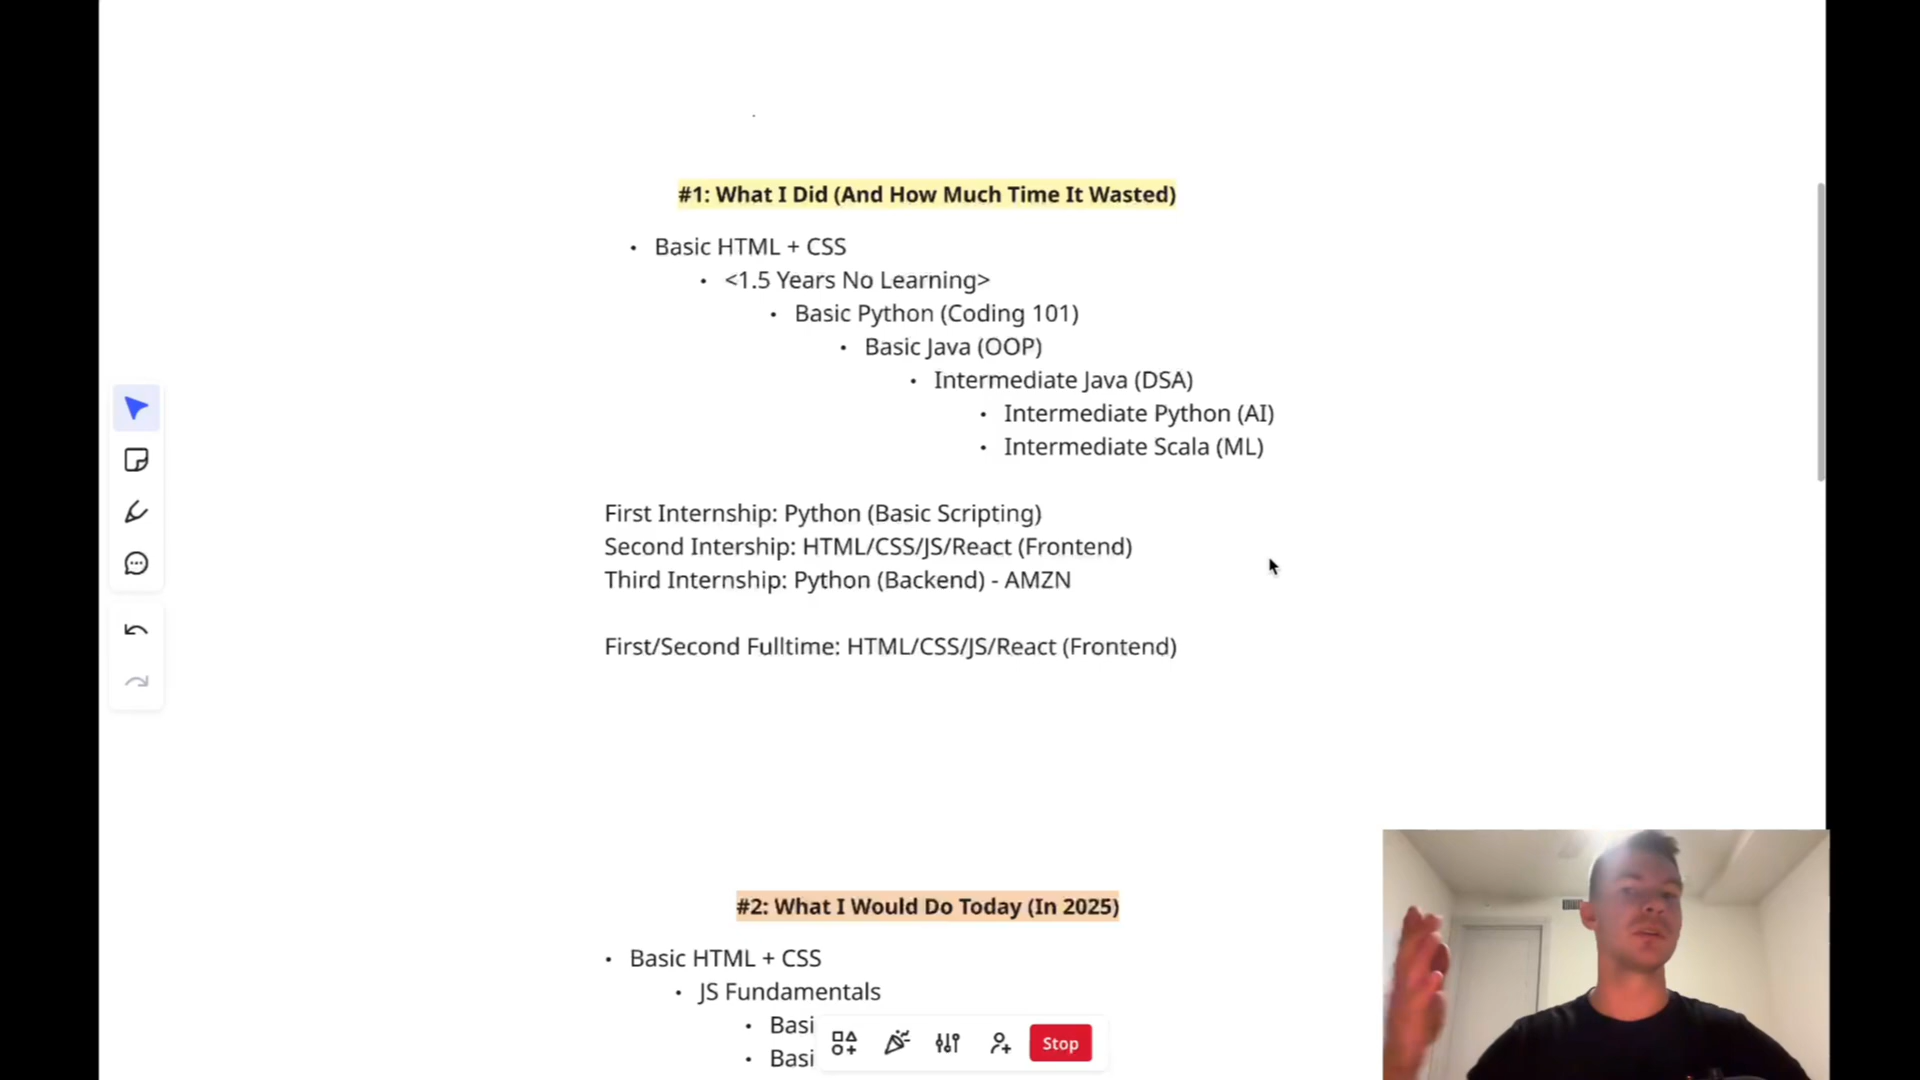 #1: What I Did (And How Much Time It Wasted)
• Basic HTML + CSS
• <1.5 Years No Learning>
• Basic Python (Coding 101)
• Basic Java (OOP)
• Intermediate Java (DSA)
• Intermediate Python (AI)
• Intermediate Scala (ML)
First Internship: Python (Basic Scripting)
Second Intership: HTML/CSS/JS/React (Frontend)
Third Internship: Python (Backend) - AMZN
First/Second Fulltime: HTML/CSS/JS/React (Frontend)
#2: What I Would Do Today (In 2025)
• Basic HTML + CSS
• JS Fundamentals
• Basi
• Basi
Stop